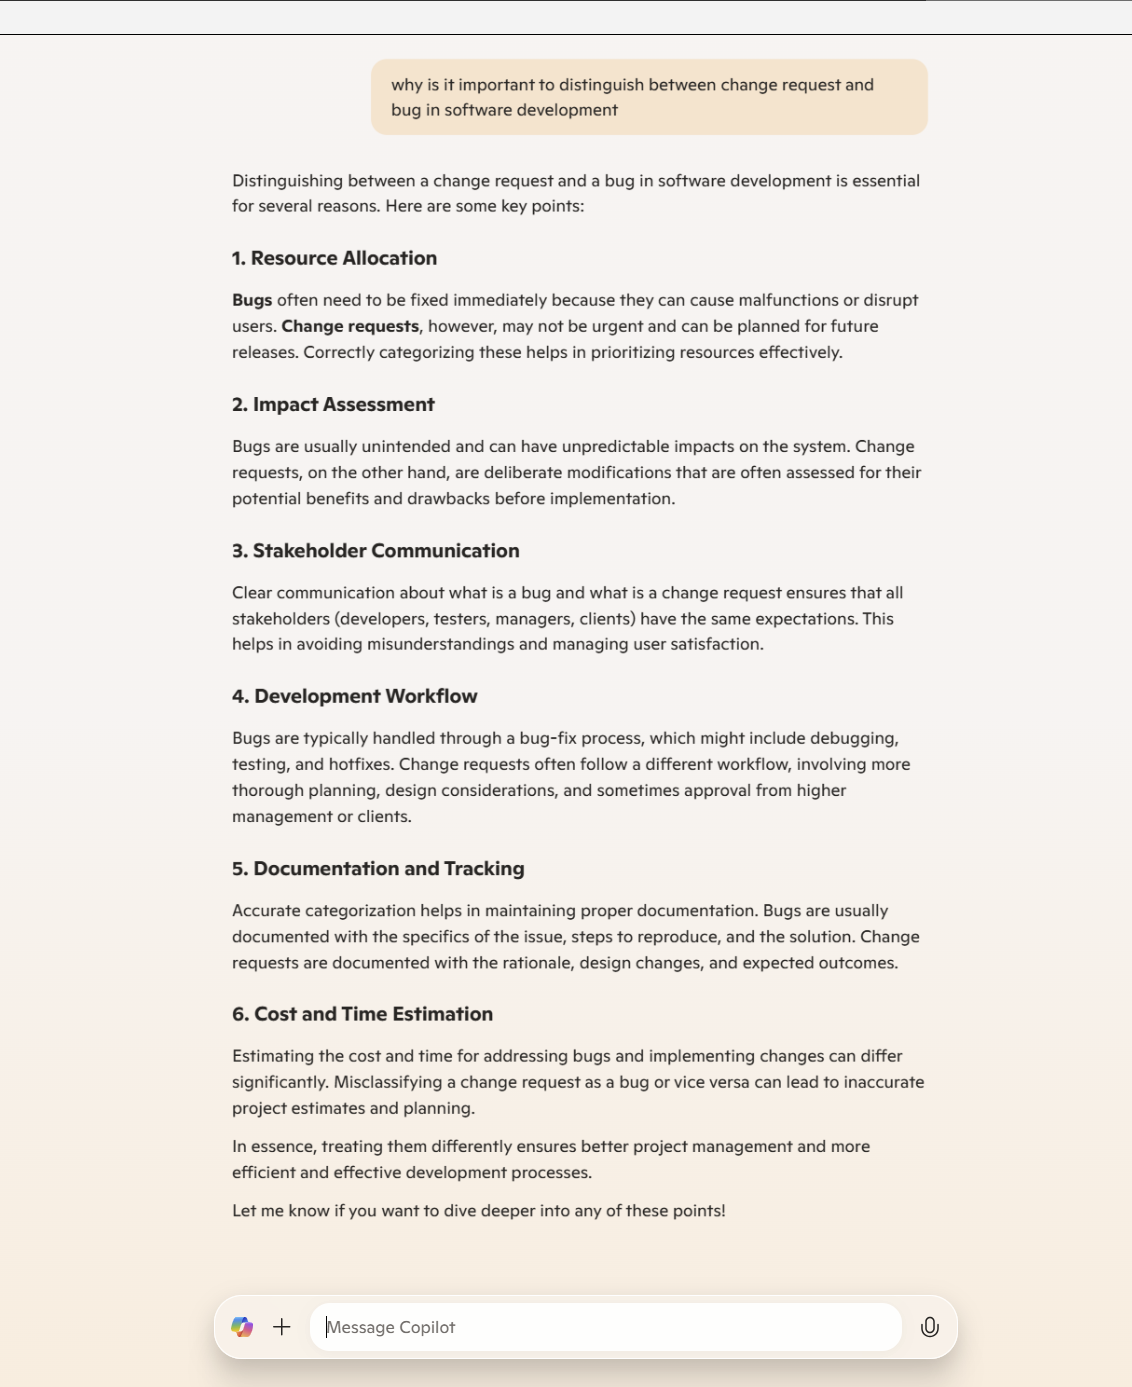 why is it important to distinguish between change request and
bug in software development
Distinguishing between a change request and a bug in software development is essential
for several reasons. Here are some key points:
1. Resource Allocation
Bugs often need to be fixed immediately because they can cause malfunctions or disrupt
users. Change requests, however, may not be urgent and can be planned for future
releases. Correctly categorizing these helps in prioritizing resources effectively.
2. Impact Assessment
Bugs are usually unintended and can have unpredictable impacts on the system. Change
requests, on the other hand, are deliberate modifications that are often assessed for their
potential benefits and drawbacks before implementation.
3. Stakeholder Communication
Clear communication about what is a bug and what is a change request ensures that all
stakeholders (developers, testers, managers, clients) have the same expectations. This
helps in avoiding misunderstandings and managing user satisfaction.
4. Development Workflow
Bugs are typically handled through a bug-fix process, which might include debugging,
testing, and hotfixes. Change requests often follow a different workflow, involving more
thorough planning, design considerations, and sometimes approval from higher
management or clients.
5. Documentation and Tracking
Accurate categorization helps in maintaining proper documentation. Bugs are usually
documented with the specifics of the issue, steps to reproduce, and the solution. Change
requests are documented with the rationale, design changes, and expected outcomes.
6. Cost and Time Estimation
Estimating the cost and time for addressing bugs and implementing changes can differ
significantly. Misclassifying a change request as a bug or vice versa can lead to inaccurate
project estimates and planning.
In essence, treating them differently ensures better project management and more
efficient and effective development processes.
Let me know if you want to dive deeper into any of these points!
Message Copilot